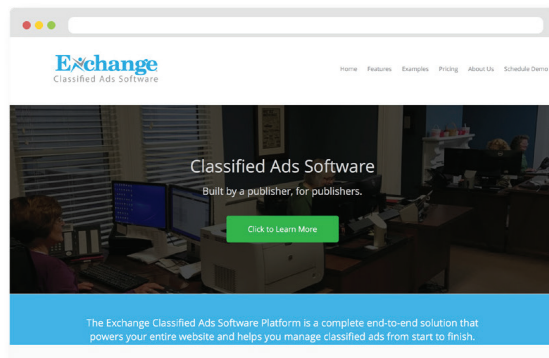 Exchange
Classified Ads Software
Home Features Examples Pricing About Us Schedule Demo
Classified Ads Software
Built by a publisher, for publishers.
Click to Learn More
The Exchange Classified Ads Software Platform is a complete end-to-end solution that
powers your entire website and helps you manage classified ads from start to finish.